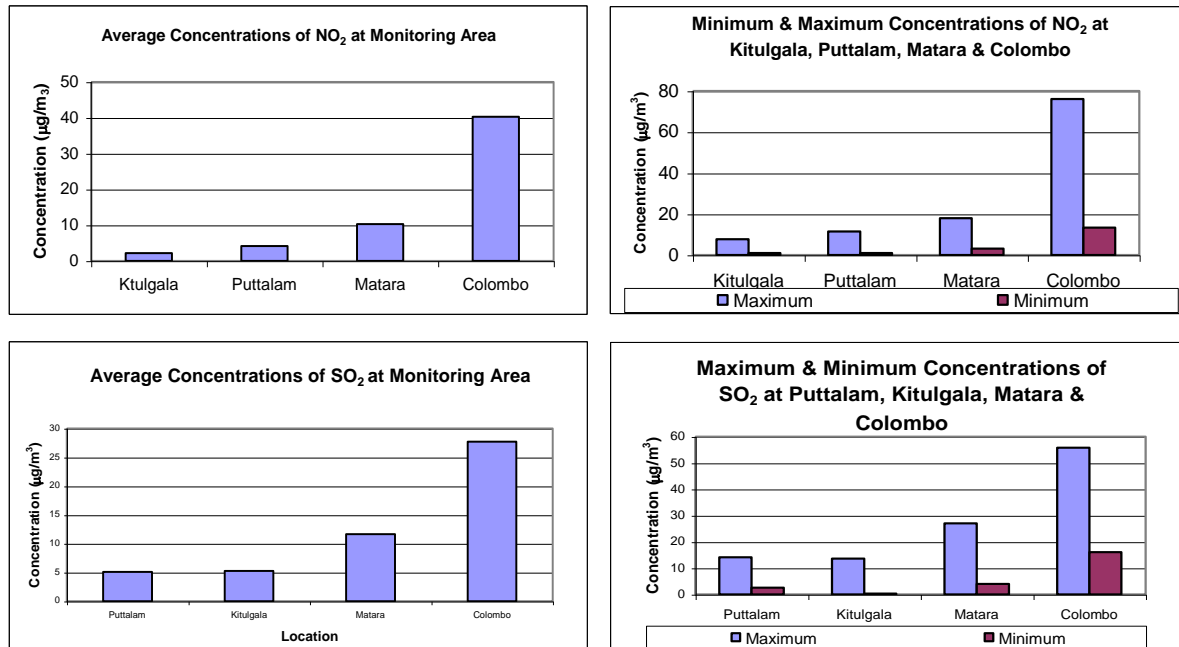 Average Concentrations of NO2 at Monitoring Area
Concentration (µg/m3)
50
40
30
20
10
0
Ktulgala Puttalam Matara Colombo
Minimum & Maximum Concentrations of NO2 at
Kitulgala, Puttalam, Matara & Colombo
Concentration (µg/m³)
80
60
40
20
0
Kitulgala Puttalam Matara Colombo
Maximum Minimum
Average Concentrations of SO2 at Monitoring Area
Concentration (µg/m³)
30
25
20
15
10
5
0
Puttalam Kitulgala Matara Colombo
Location
Maximum & Minimum Concentrations of
SO2 at Puttalam, Kitulgala, Matara &
Colombo
Concentration (µg/m³)
60
50
40
30
20
10
0
Puttalam Kitulgala Matara Colombo
Maximum Minimum